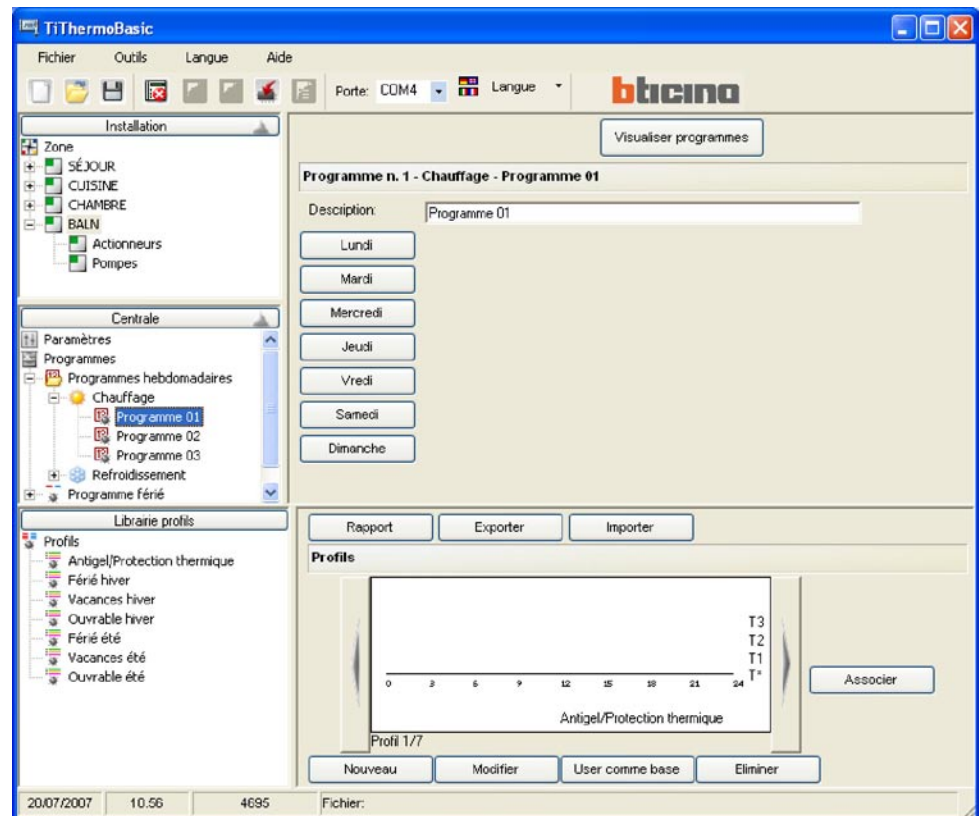 TiThermoBasic
Fichier Outils Langue Aide
Porte: COM4 Langue bticino
Installation
Zone
SÉJOUR
CUISINE
CHAMBRE
BALN
Actionneurs
Pompes
Centrale
Paramètres
Programmes
Programmes hebdomadaires
Chauffage
Programme 01
Programme 02
Programme 03
Refroidissement
Programme férié
Librairie profils
Profils
Antigel/Protection thermique
Férié hiver
Vacances hiver
Ouvrable hiver
Férié été
Vacances été
Ouvrable été
Visualiser programmes
Programme n. 1 - Chauffage - Programme 01
Description: Programme 01
Lundi
Mardi
Mercredi
Jeudi
Vredi
Samedi
Dimanche
Rapport Exporter Importer
Profils
T3
T2
T1
T*
0 3 6 9 12 15 18 21 24
Antigel/Protection thermique
Profil 1/7
Associer
Nouveau Modifier User comme base Eliminer
20/07/2007 10.56 4695 Fichier: